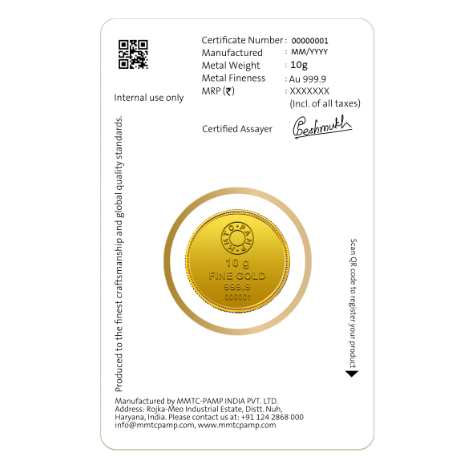 Certificate Number : 00000001
Manufactured : MM/YYYY
Metal Weight : 10g
Metal Fineness : Au 999.9
MRP (₹) : XXXXXXX
(Incl. of all taxes)
Internal use only
Certified Assayer
Produced to the finest craftsmanship and global quality standards.
MMTC-PAMP
10 g
FINE GOLD
999.9
000001
Scan QR code to register your product
Manufactured by MMTC-PAMP INDIA PVT. LTD.
Address: Rojka-Meo Industrial Estate, Distt. Nuh,
Haryana, India. Please contact us at: +91 124 2868 000
info@mmtcpamp.com, www.mmtcpamp.com